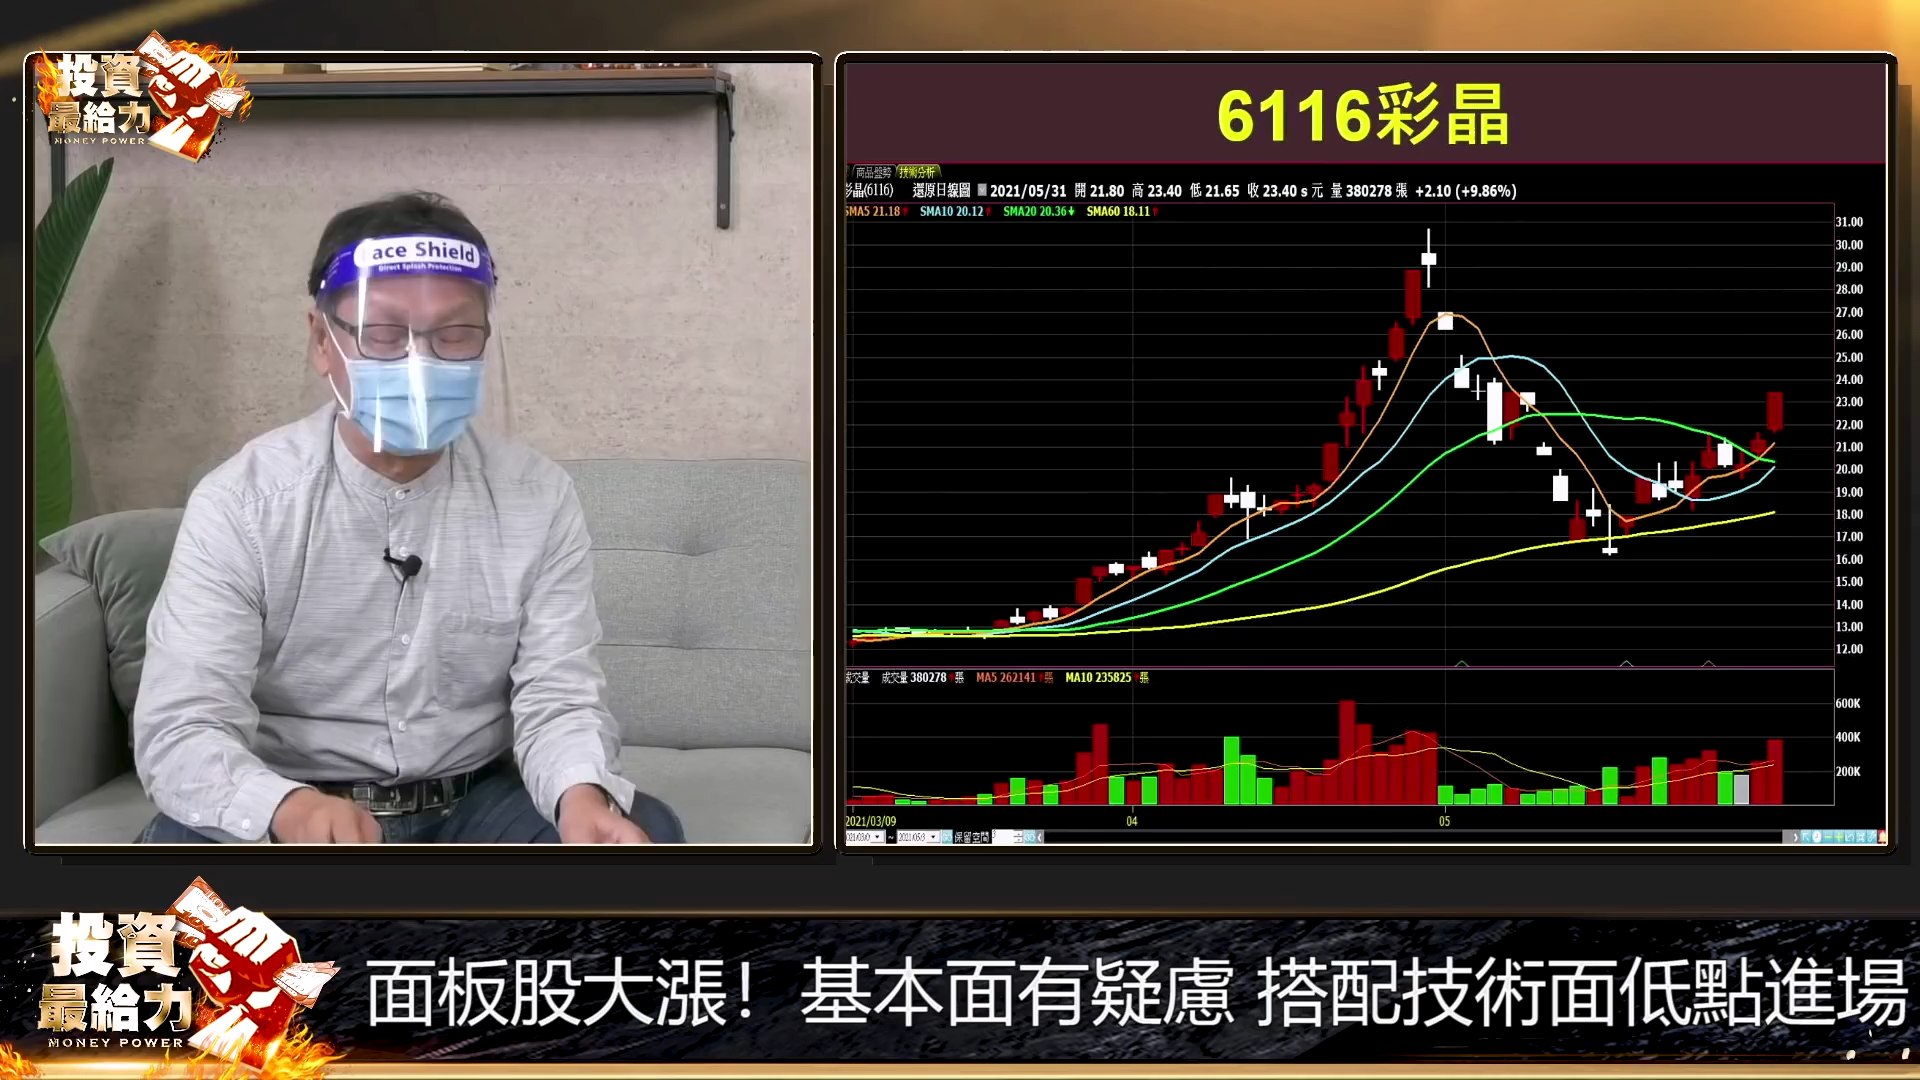 投資
最給力
MONEY POWER
ace Shield
Direct Splash Protection
6116彩晶
商品盤勢 技術分析
彩晶(6116) 還原日線圖 2021/05/31 開 21.80 高 23.40 低 21.65 收 23.40 s 元 量 380278 張 +2.10 (+9.86%)
SMA5 21.18 SMA10 20.12 SMA20 20.36 SMA60 18.11
31.00
30.00
29.00
28.00
27.00
26.00
25.00
24.00
23.00
22.00
21.00
20.00
19.00
18.00
17.00
16.00
15.00
14.00
13.00
12.00
成交量 成交量 380278 張 MA5 262141 張 MA10 235825 張
600K
400K
200K
2021/03/09 04 05
保留空間
投資
最給力
MONEY POWER
面板股大漲！基本面有疑慮 搭配技術面低點進場